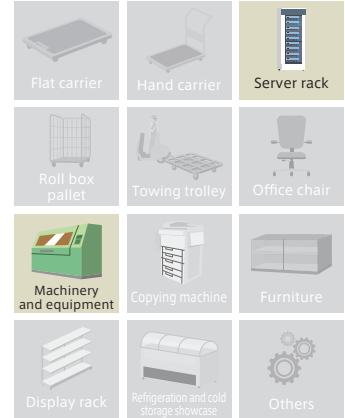 Flat carrier
Hand carrier
Server rack
Roll box
pallet
Towing trolley
Office chair
Machinery
and equipment
Copying machine
Furniture
Display rack
Refrigeration and cold
storage showcase
Others